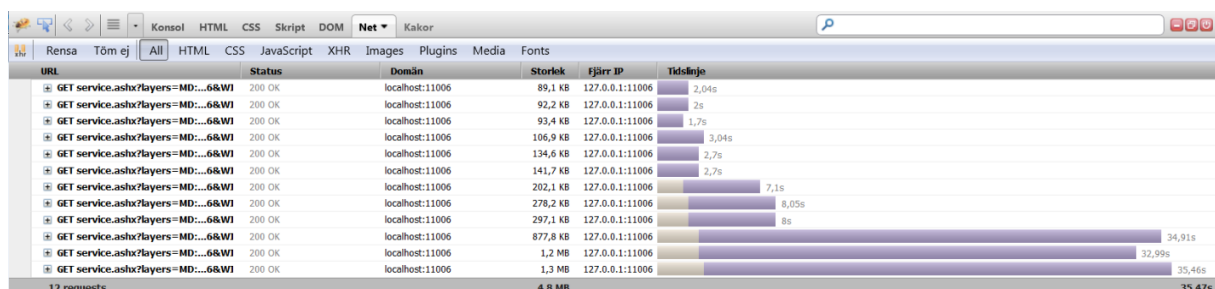 Konsol HTML CSS Skript DOM Net Kakor
xhr Rensa Töm ej All HTML CSS JavaScript XHR Images Plugins Media Fonts
URL Status Domän Storlek Fjärr IP Tidslinje
GET service.ashx?layers=MD:...6&WI 200 OK localhost:11006 89,1 KB 127.0.0.1:11006 2,04s
GET service.ashx?layers=MD:...6&WI 200 OK localhost:11006 92,2 KB 127.0.0.1:11006 2s
GET service.ashx?layers=MD:...6&WI 200 OK localhost:11006 93,4 KB 127.0.0.1:11006 1,7s
GET service.ashx?layers=MD:...6&WI 200 OK localhost:11006 106,9 KB 127.0.0.1:11006 3,04s
GET service.ashx?layers=MD:...6&WI 200 OK localhost:11006 134,6 KB 127.0.0.1:11006 2,7s
GET service.ashx?layers=MD:...6&WI 200 OK localhost:11006 141,7 KB 127.0.0.1:11006 2,7s
GET service.ashx?layers=MD:...6&WI 200 OK localhost:11006 202,1 KB 127.0.0.1:11006 7,1s
GET service.ashx?layers=MD:...6&WI 200 OK localhost:11006 278,2 KB 127.0.0.1:11006 8,05s
GET service.ashx?layers=MD:...6&WI 200 OK localhost:11006 297,1 KB 127.0.0.1:11006 8s
GET service.ashx?layers=MD:...6&WI 200 OK localhost:11006 877,8 KB 127.0.0.1:11006 34,91s
GET service.ashx?layers=MD:...6&WI 200 OK localhost:11006 1,2 MB 127.0.0.1:11006 32,99s
GET service.ashx?layers=MD:...6&WI 200 OK localhost:11006 1,3 MB 127.0.0.1:11006 35,46s
12 requests 4,8 MB 35,47s